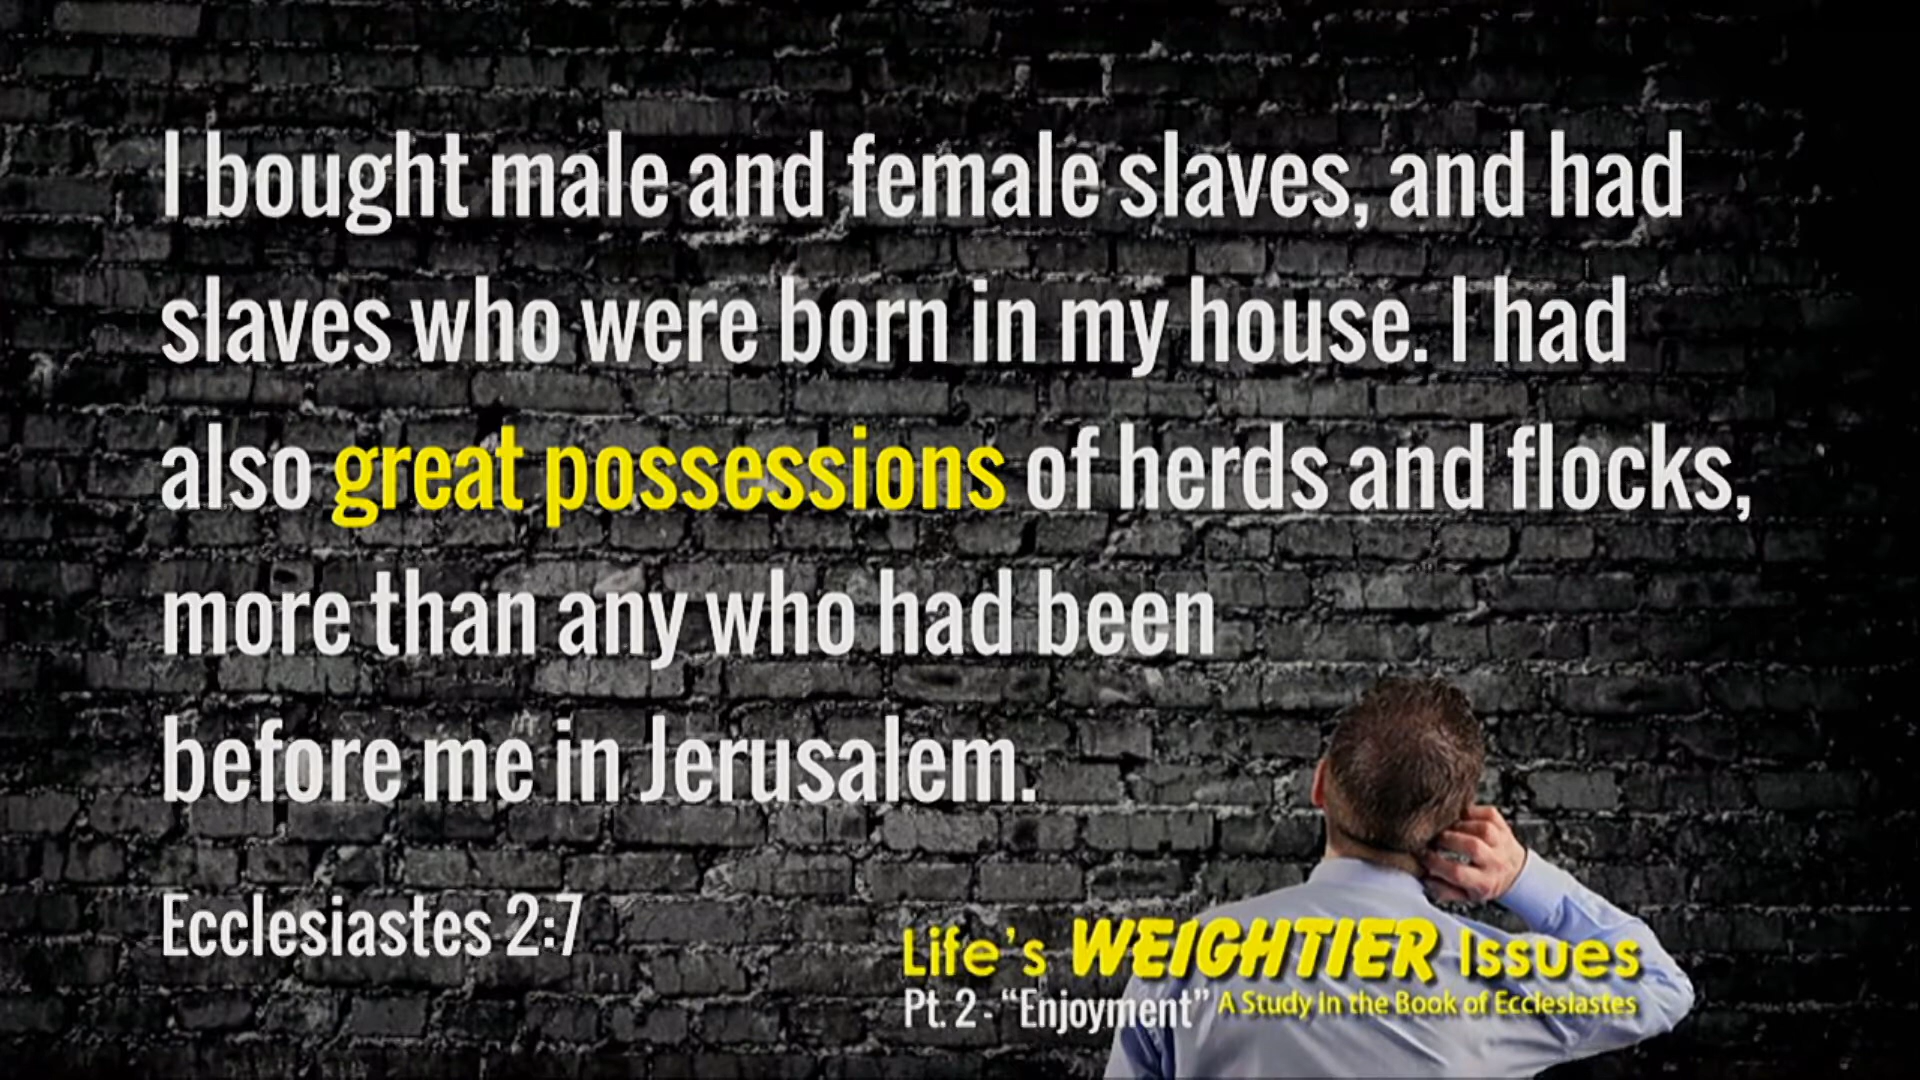 I bought male and female slaves, and had
slaves who were born in my house. I had
also great possessions of herds and flocks,
more than any who had been
before me in Jerusalem.
Ecclesiastes 2:7
Life's WEIGHTIER Issues
Pt. 2 - “Enjoyment” A Study in the Book of Ecclesiastes